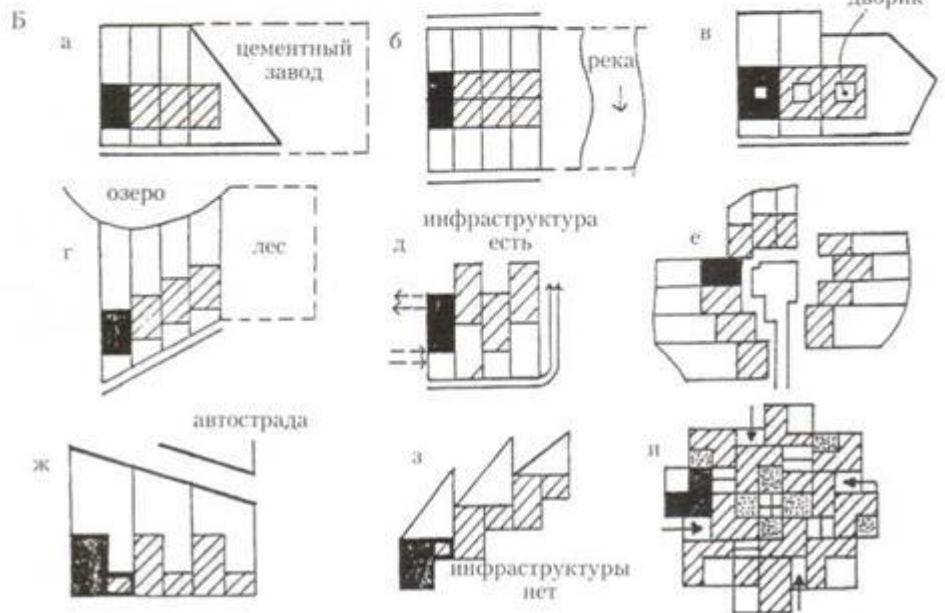 Б
а
цементный
завод
б
река
в
дворик
г
озеро
лес
д
инфраструктура
есть
е
ж
автострада
з
инфраструктуры
нет
и